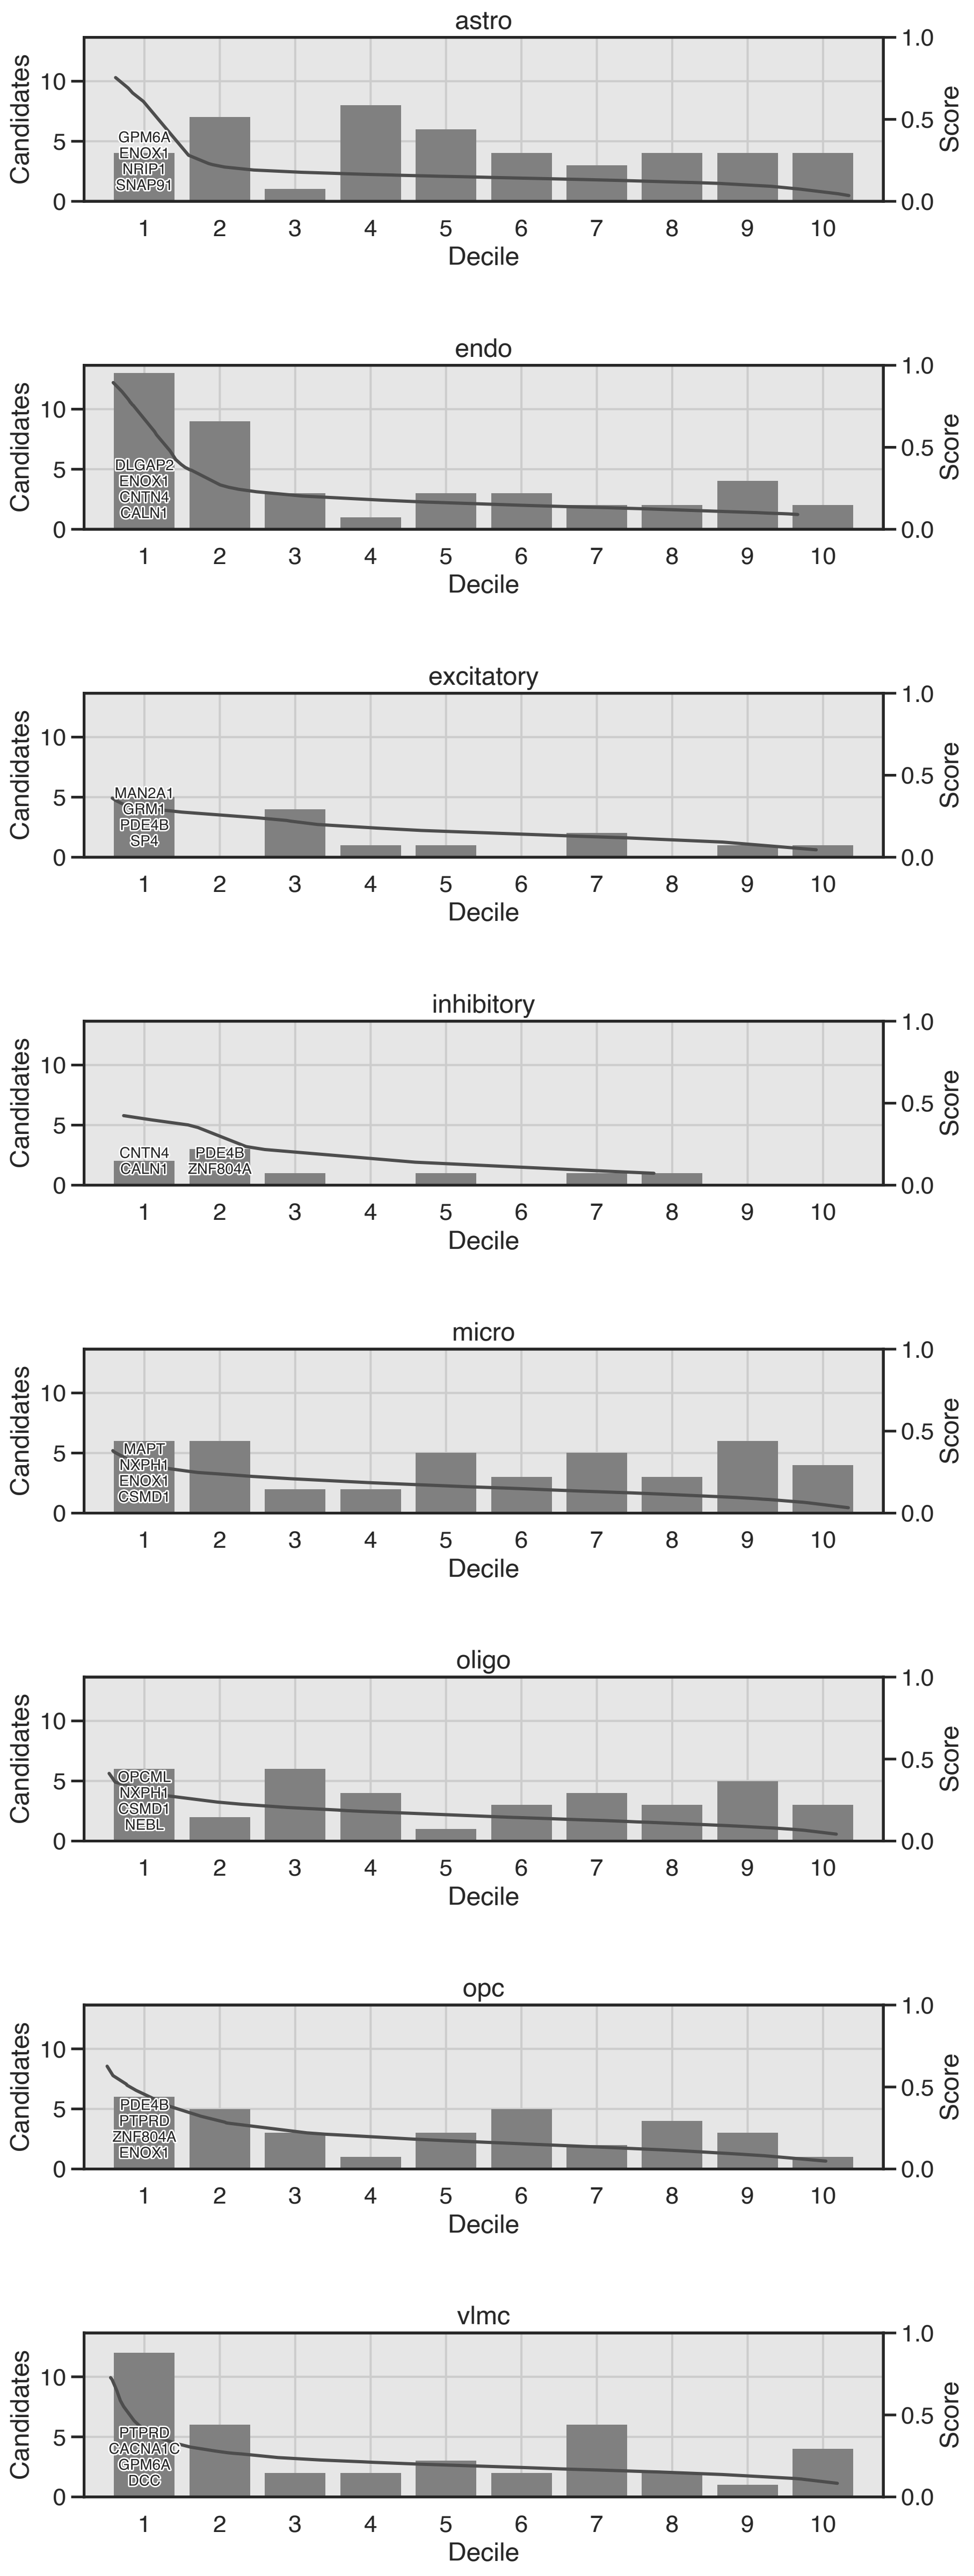 astro
Candidates
10
5
0
GPM6A
ENOX1
NRIP1
SNAP91
1.0
0.5
0.0
Score
1 2 3 4 5 6 7 8 9 10
Decile
endo
Candidates
10
5
0
DLGAP2
ENOX1
CNTN4
CALN1
1.0
0.5
0.0
Score
1 2 3 4 5 6 7 8 9 10
Decile
excitatory
Candidates
10
5
0
MAN2A1
GRM1
PDE4B
SP4
1.0
0.5
0.0
Score
1 2 3 4 5 6 7 8 9 10
Decile
inhibitory
Candidates
10
5
0
CNTN4
CALN1
PDE4B
ZNF804A
1.0
0.5
0.0
Score
1 2 3 4 5 6 7 8 9 10
Decile
micro
Candidates
10
5
0
MAPT
NXPH1
ENOX1
CSMD1
1.0
0.5
0.0
Score
1 2 3 4 5 6 7 8 9 10
Decile
oligo
Candidates
10
5
0
OPCML
NXPH1
CSMD1
NEBL
1.0
0.5
0.0
Score
1 2 3 4 5 6 7 8 9 10
Decile
opc
Candidates
10
5
0
PDE4B
PTPRD
ZNF804A
ENOX1
1.0
0.5
0.0
Score
1 2 3 4 5 6 7 8 9 10
Decile
vlmc
Candidates
10
5
0
PTPRD
CACNA1C
GPM6A
DCC
1.0
0.5
0.0
Score
1 2 3 4 5 6 7 8 9 10
Decile